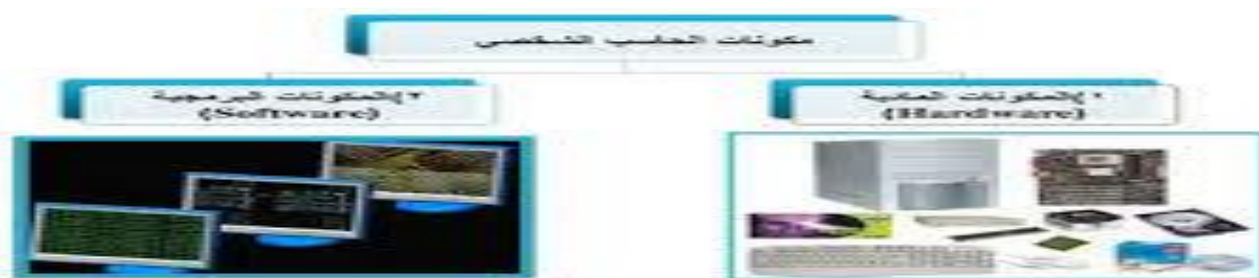 مكونات الحاسب الشخصي
١)المكونات المادية
(Hardware)
٢)المكونات البرمجية
(Software)